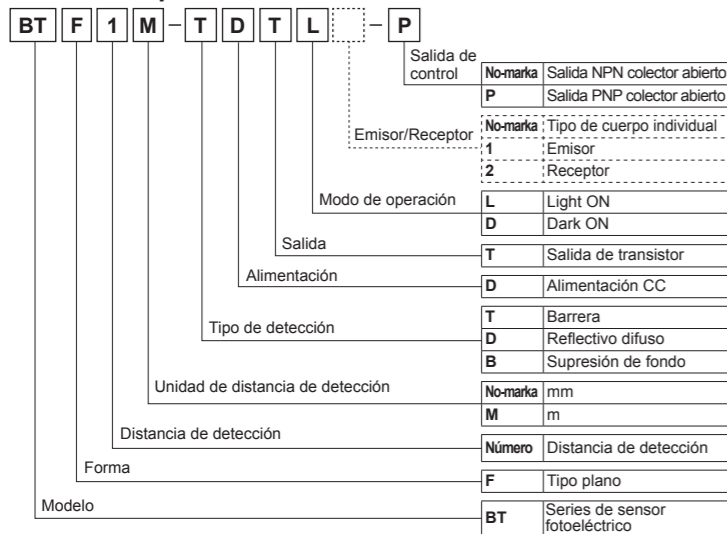 BT F 1 M - T D T L - P
Salida de control
No-marka Salida NPN colector abierto
P Salida PNP colector abierto
Emisor/Receptor
No-marka Tipo de cuerpo individual
1 Emisor
2 Receptor
Modo de operación
L Light ON
D Dark ON
Salida
T Salida de transistor
Alimentación
D Alimentación CC
Tipo de detección
T Barrera
D Reflectivo difuso
B Supresión de fondo
Unidad de distancia de detección
No-marka mm
M m
Distancia de detección
Número Distancia de detección
Forma
F Tipo plano
Modelo
BT Series de sensor fotoeléctrico